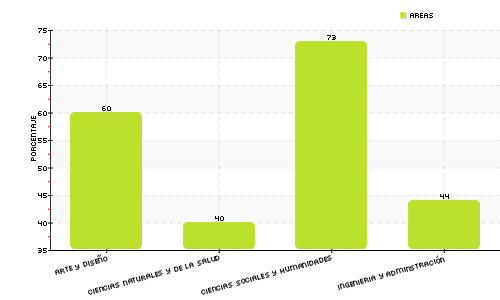 AREAS
PORCENTAJE
75
70
65
60
55
50
45
40
35
60
40
73
44
ARTE Y DISEÑO
CIENCIAS NATURALES Y DE LA SALUD
CIENCIAS SOCIALES Y HUMANIDADES
INGENIERIA Y ADMINSTRACIÓN